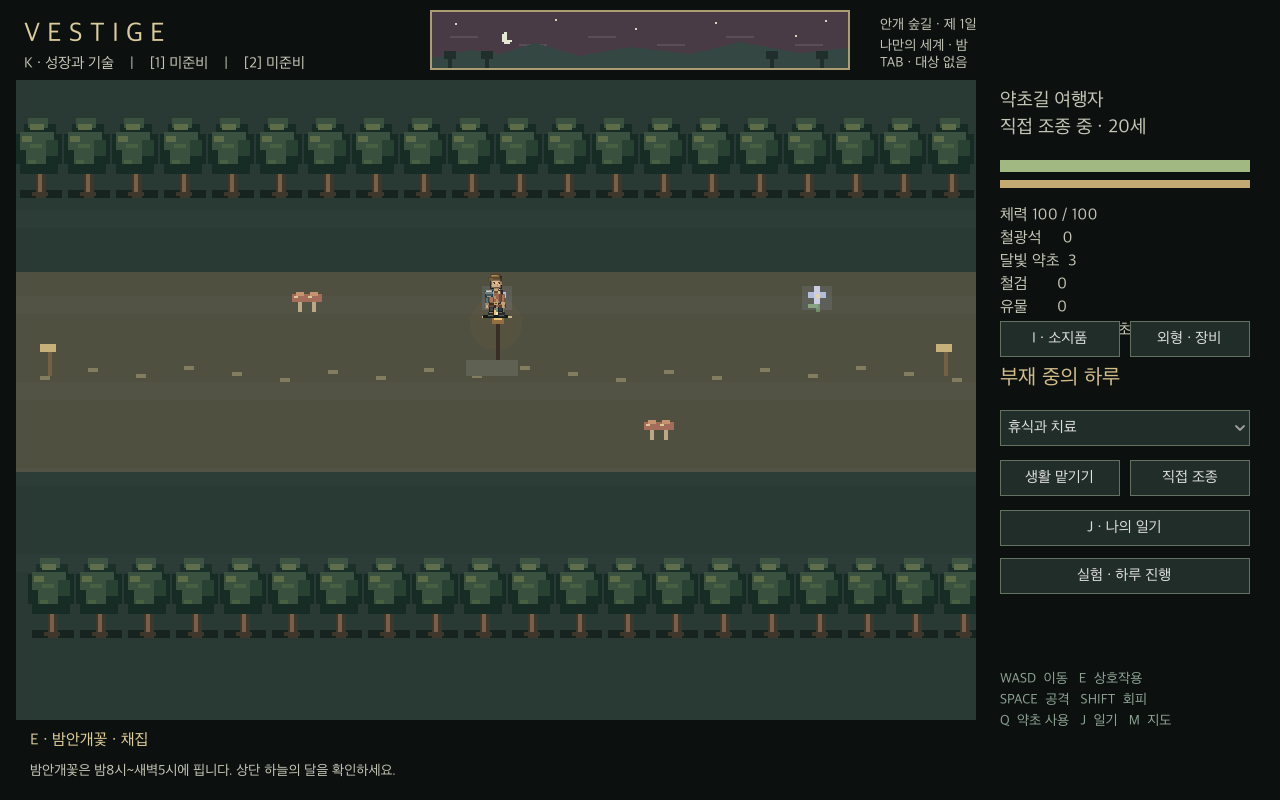 VESTIGE
K · 성장과 기술 | [1] 미준비 | [2] 미준비
안개 숲길 · 제 1일
나만의 세계 · 밤
TAB · 대상 없음
약초길 여행자
직접 조종 중 · 20세
체력 100 / 100
철광석 0
달빛 약초 3
철검 0
유물 0
초
I · 소지품
외형 · 장비
부재 중의 하루
휴식과 치료
생활 맡기기
직접 조종
J · 나의 일기
실험 · 하루 진행
WASD 이동 E 상호작용
SPACE 공격 SHIFT 회피
Q 약초 사용 J 일기 M 지도
E · 밤안개꽃 · 채집
밤안개꽃은 밤8시~새벽5시에 핍니다. 상단 하늘의 달을 확인하세요.